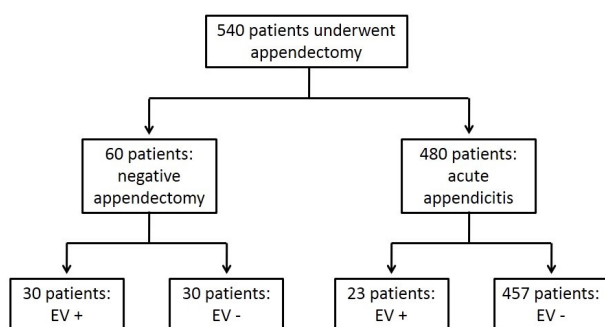 540 patients underwent
appendectomy
60 patients:
negative
appendectomy
480 patients:
acute
appendicitis
30 patients:
EV +
30 patients:
EV -
23 patients:
EV +
457 patients:
EV -